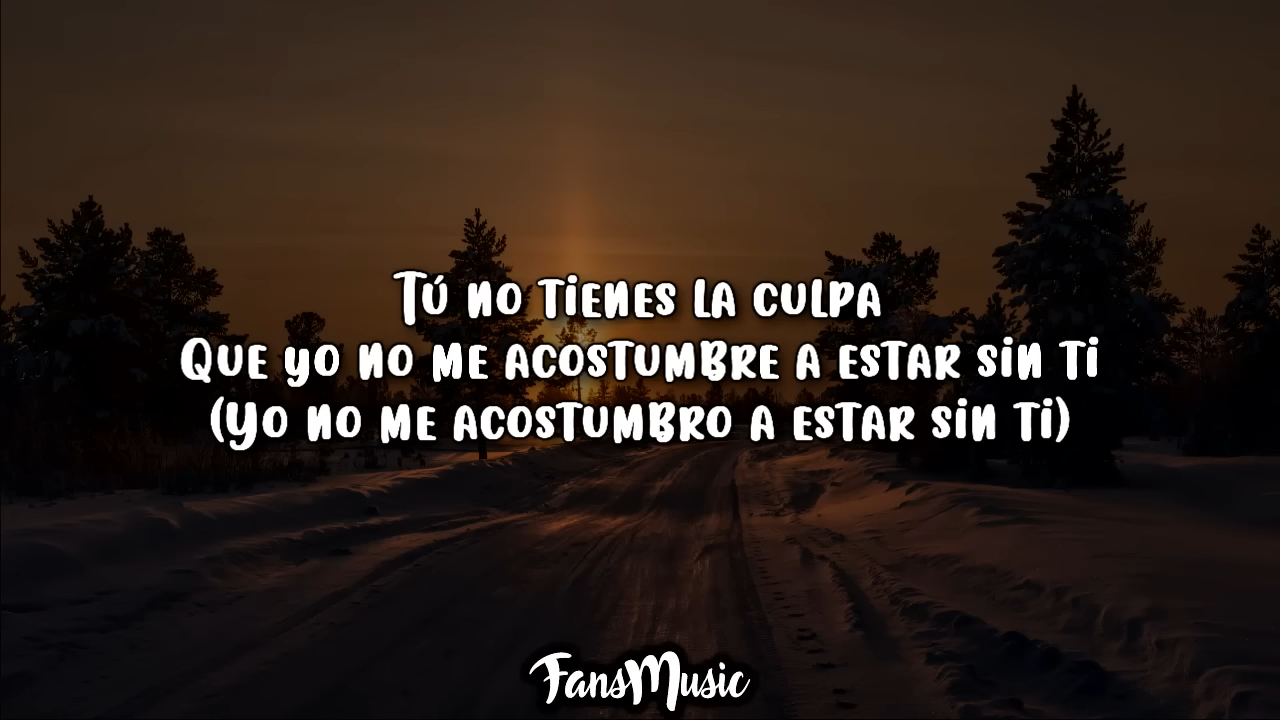 Tú no tienes la culpa
Que yo no me acostumbre a estar sin ti
(Yo no me acostumbro a estar sin ti)
FansMusic